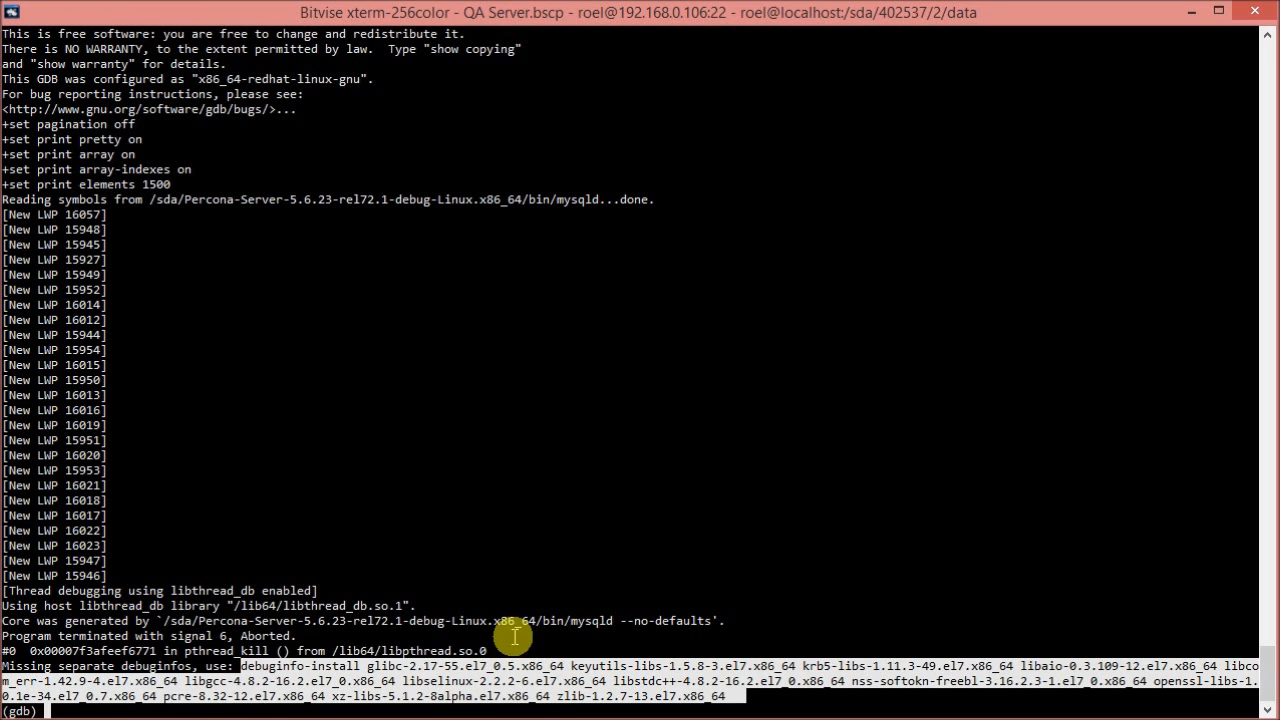 Bitvise xterm-256color - QA Server.bscp - roel@192.168.0.106:22 - roel@localhost:/sda/402537/2/data
This is free software: you are free to change and redistribute it.
There is NO WARRANTY, to the extent permitted by law.  Type "show copying"
and "show warranty" for details.
This GDB was configured as "x86_64-redhat-linux-gnu".
For bug reporting instructions, please see:
<http://www.gnu.org/software/gdb/bugs/>...
+set pagination off
+set print pretty on
+set print array on
+set print array-indexes on
+set print elements 1500
Reading symbols from /sda/Percona-Server-5.6.23-rel72.1-debug-Linux.x86_64/bin/mysqld...done.
[New LWP 16057]
[New LWP 15948]
[New LWP 15945]
[New LWP 15927]
[New LWP 15949]
[New LWP 15952]
[New LWP 16014]
[New LWP 16012]
[New LWP 15944]
[New LWP 15954]
[New LWP 16015]
[New LWP 15950]
[New LWP 16013]
[New LWP 16016]
[New LWP 16019]
[New LWP 15951]
[New LWP 16020]
[New LWP 15953]
[New LWP 16021]
[New LWP 16018]
[New LWP 16017]
[New LWP 16022]
[New LWP 16023]
[New LWP 15947]
[New LWP 15946]
[Thread debugging using libthread_db enabled]
Using host libthread_db library "/lib64/libthread_db.so.1".
Core was generated by `/sda/Percona-Server-5.6.23-rel72.1-debug-Linux.x86_64/bin/mysqld --no-defaults'.
Program terminated with signal 6, Aborted.
#0  0x00007f3afeef6771 in pthread_kill () from /lib64/libpthread.so.0
Missing separate debuginfos, use: debuginfo-install glibc-2.17-55.el7_0.5.x86_64 keyutils-libs-1.5.8-3.el7.x86_64 krb5-libs-1.11.3-49.el7.x86_64 libaio-0.3.109-12.el7.x86_64 libco
m_err-1.42.9-4.el7.x86_64 libgcc-4.8.2-16.2.el7_0.x86_64 libselinux-2.2.2-6.el7.x86_64 libstdc++-4.8.2-16.2.el7_0.x86_64 nss-softokn-freebl-3.16.2.3-1.el7_0.x86_64 openssl-libs-1.
0.1e-34.el7_0.7.x86_64 pcre-8.32-12.el7.x86_64 xz-libs-5.1.2-8alpha.el7.x86_64 zlib-1.2.7-13.el7.x86_64
(gdb)